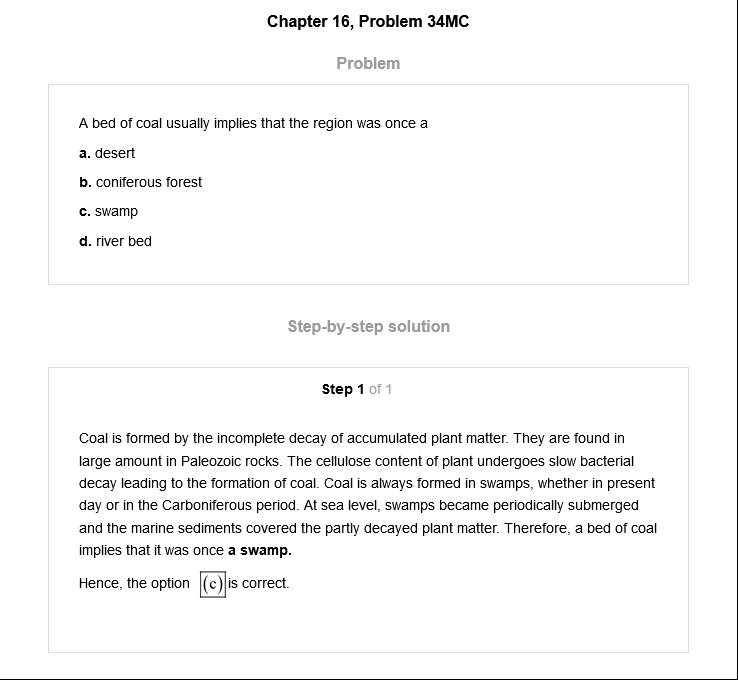 Chapter 16, Problem 34MC
Problem
A bed of coal usually implies that the region was once a
a. desert
b. coniferous forest
c. swamp
d. river bed
Step-by-step solution
Step 1 of 1
Coal is formed by the incomplete decay of accumulated plant matter. They are found in
large amount in Paleozoic rocks. The cellulose content of plant undergoes slow bacterial
decay leading to the formation of coal. Coal is always formed in swamps, whether in present
day or in the Carboniferous period. At sea level, swamps became periodically submerged
and the marine sediments covered the partly decayed plant matter. Therefore, a bed of coal
implies that it was once a swamp.
Hence, the option (c) is correct.